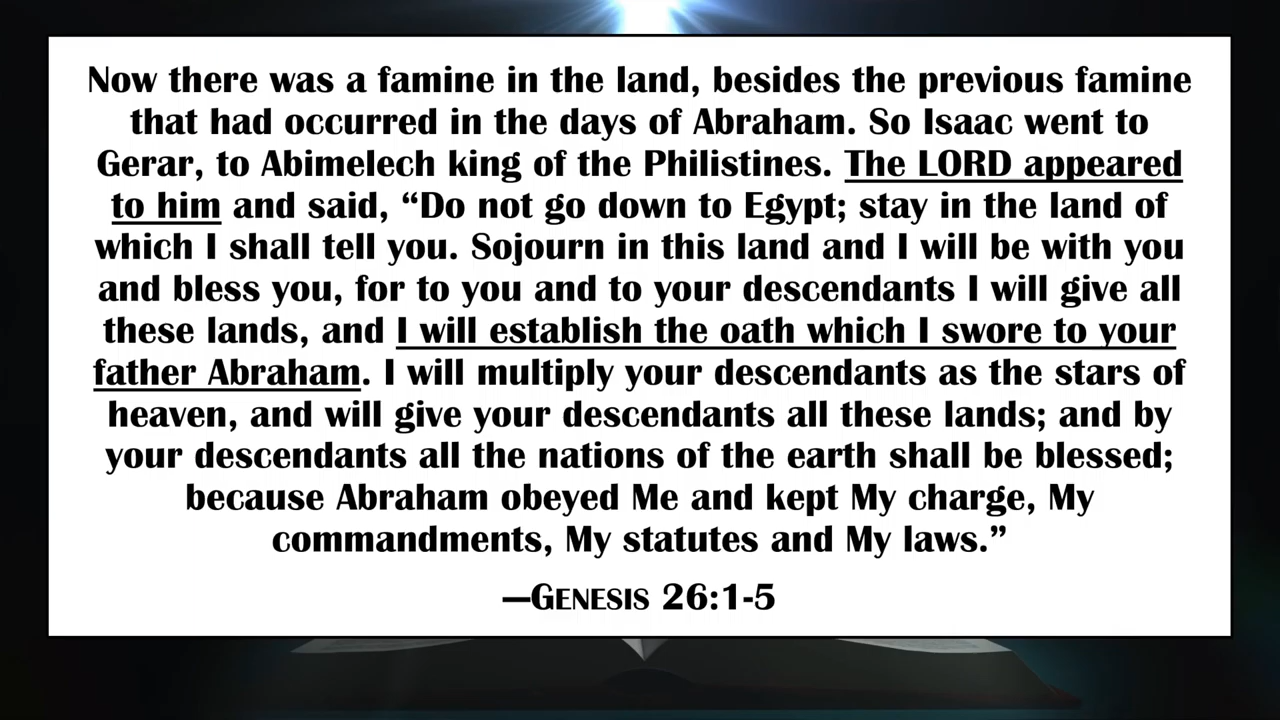 Now there was a famine in the land, besides the previous famine
that had occurred in the days of Abraham. So Isaac went to
Gerar, to Abimelech king of the Philistines. The LORD appeared
to him and said, “Do not go down to Egypt; stay in the land of
which I shall tell you. Sojourn in this land and I will be with you
and bless you, for to you and to your descendants I will give all
these lands, and I will establish the oath which I swore to your
father Abraham. I will multiply your descendants as the stars of
heaven, and will give your descendants all these lands; and by
your descendants all the nations of the earth shall be blessed;
because Abraham obeyed Me and kept My charge, My
commandments, My statutes and My laws.”
—GENESIS 26:1-5